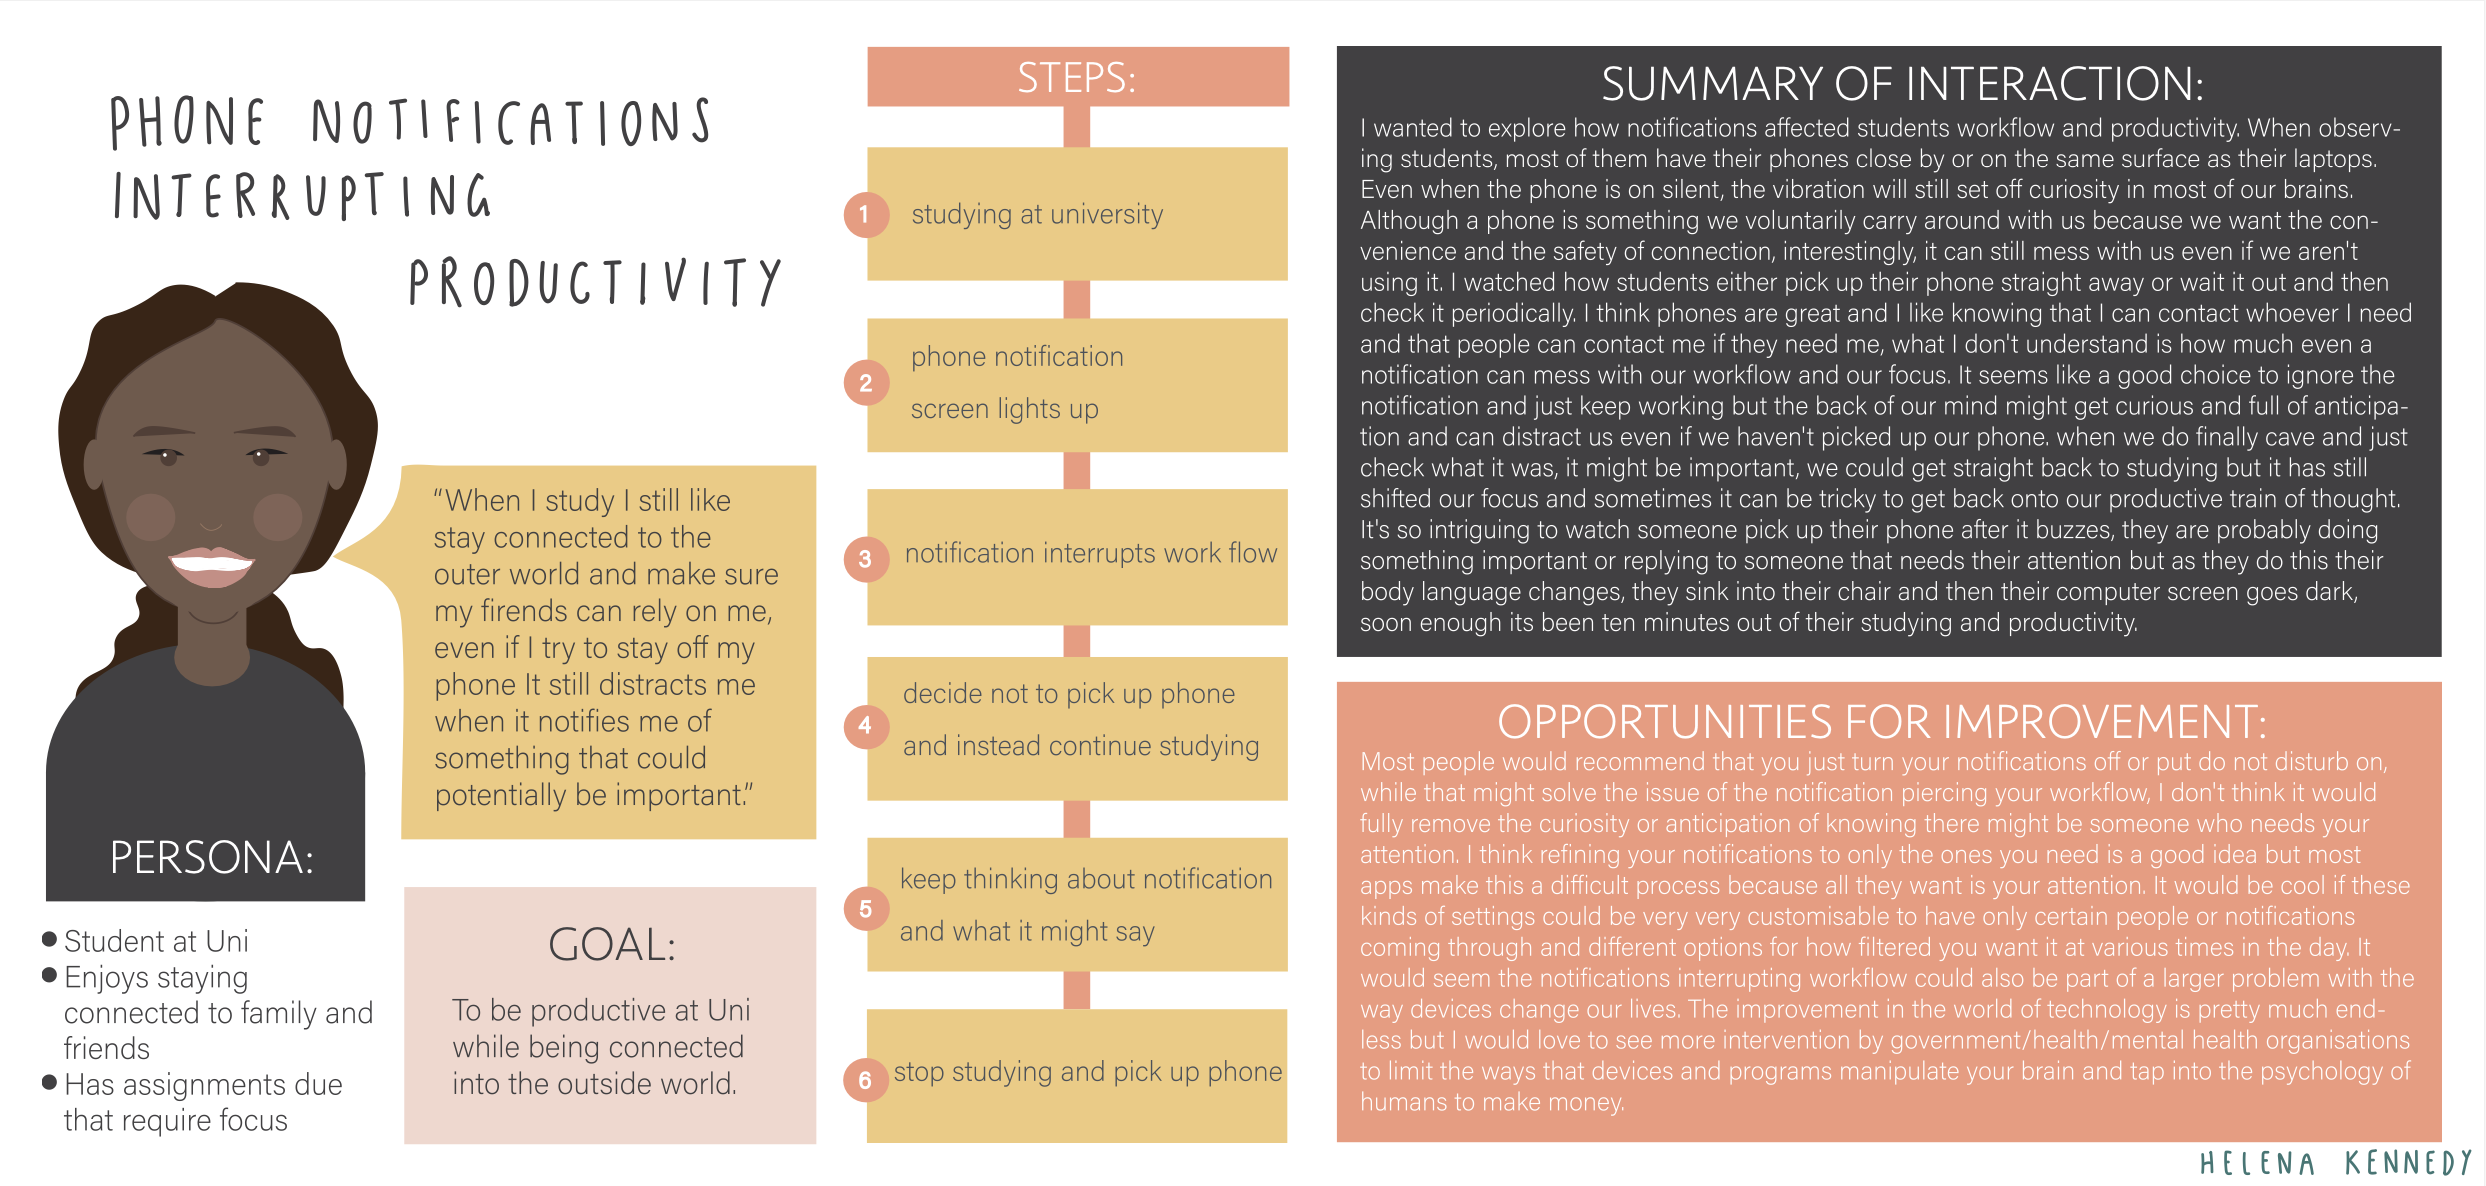 PHONE NOTIFICATIONS
INTERRUPTING
PRODUCTIVITY
"When I study I still like
stay connected to the
outer world and make sure
my firends can rely on me,
even if I try to stay off my
phone It still distracts me
when it notifies me of
something that could
potentially be important."
PERSONA:
● Student at Uni
● Enjoys staying
connected to family and
friends
● Has assignments due
that require focus
GOAL:
To be productive at Uni
while being connected
into the outside world.
STEPS:
1 studying at university
2 phone notification
screen lights up
3 notification interrupts work flow
4 decide not to pick up phone
and instead continue studying
5 keep thinking about notification
and what it might say
6 stop studying and pick up phone
SUMMARY OF INTERACTION:
I wanted to explore how notifications affected students workflow and productivity. When observ-
ing students, most of them have their phones close by or on the same surface as their laptops.
Even when the phone is on silent, the vibration will still set off curiosity in most of our brains.
Although a phone is something we voluntarily carry around with us because we want the con-
venience and the safety of connection, interestingly, it can still mess with us even if we aren't
using it. I watched how students either pick up their phone straight away or wait it out and then
check it periodically. I think phones are great and I like knowing that I can contact whoever I need
and that people can contact me if they need me, what I don't understand is how much even a
notification can mess with our workflow and our focus. It seems like a good choice to ignore the
notification and just keep working but the back of our mind might get curious and full of anticipa-
tion and can distract us even if we haven't picked up our phone. when we do finally cave and just
check what it was, it might be important, we could get straight back to studying but it has still
shifted our focus and sometimes it can be tricky to get back onto our productive train of thought.
It's so intriguing to watch someone pick up their phone after it buzzes, they are probably doing
something important or replying to someone that needs their attention but as they do this their
body language changes, they sink into their chair and then their computer screen goes dark,
soon enough its been ten minutes out of their studying and productivity.
OPPORTUNITIES FOR IMPROVEMENT:
Most people would recommend that you just turn your notifications off or put do not disturb on,
while that might solve the issue of the notification piercing your workflow, I don't think it would
fully remove the curiosity or anticipation of knowing there might be someone who needs your
attention. I think refining your notifications to only the ones you need is a good idea but most
apps make this a difficult process because all they want is your attention. It would be cool if these
kinds of settings could be very very customisable to have only certain people or notifications
coming through and different options for how filtered you want it at various times in the day. It
would seem the notifications interrupting workflow could also be part of a larger problem with the
way devices change our lives. The improvement in the world of technology is pretty much end-
less but I would love to see more intervention by government/health/mental health organisations
to limit the ways that devices and programs manipulate your brain and tap into the psychology of
humans to make money.
HELENA KENNEDY